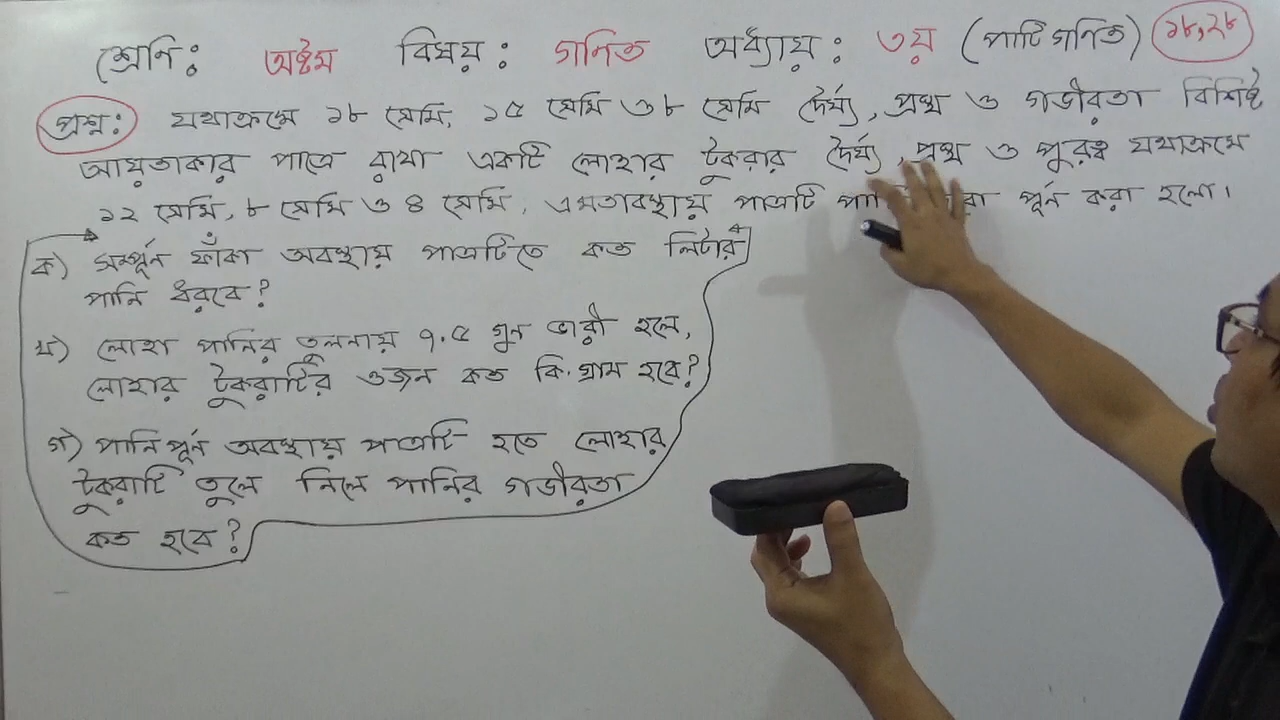 শ্রেণি: অষ্টম বিষয়: গনিত অধ্যায়: ৩য় (পাটিগনিত) ১৮,২৮
প্রশ্ন: যথাক্রমে ১৮ সেমি, ১৫ সেমি ও ৮ সেমি দৈর্ঘ্য, প্রস্থ ও গভীরতা বিশিষ্ট
আয়তাকার পাত্রে রাখা একটি লোহার টুকরার দৈর্ঘ্য, প্রস্থ ও পুরুত্ব যথাক্রমে
১২ সেমি, ৮ সেমি ও ৪ সেমি, এমতাবস্থায় পাত্রটি পূর্ন করা হলো।
ক) সম্পূর্ন ফাঁকা অবস্থায় পাত্রটিতে কত লিটার
পানি ধরবে?
খ) লোহা পানির তুলনায় ৭.৫ গুন ভারী হলে,
লোহার টুকরাটির ওজন কত কি.গ্রাম হবে?
গ) পানিপূর্ন অবস্থায় পাত্রটি হতে লোহার
টুকরাটি তুলে নিলে পানির গভীরতা
কত হবে?